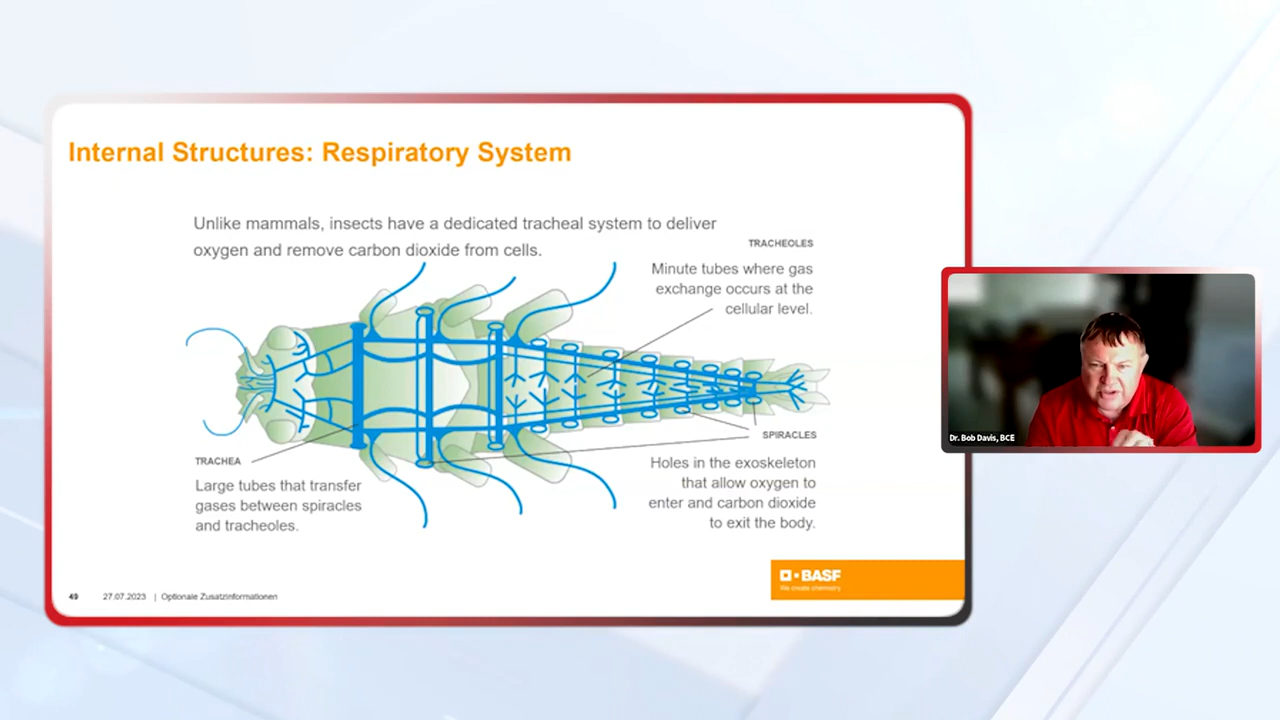 Internal Structures: Respiratory System
Unlike mammals, insects have a dedicated tracheal system to deliver
oxygen and remove carbon dioxide from cells.
TRACHEOLES
Minute tubes where gas
exchange occurs at the
cellular level.
TRACHEA
Large tubes that transfer
gases between spiracles
and tracheoles.
SPIRACLES
Holes in the exoskeleton
that allow oxygen to
enter and carbon dioxide
to exit the body.
BASF
We create chemistry
49 27.07.2023 | Optionale Zusatzinformationen
Dr. Bob Davis, BCE